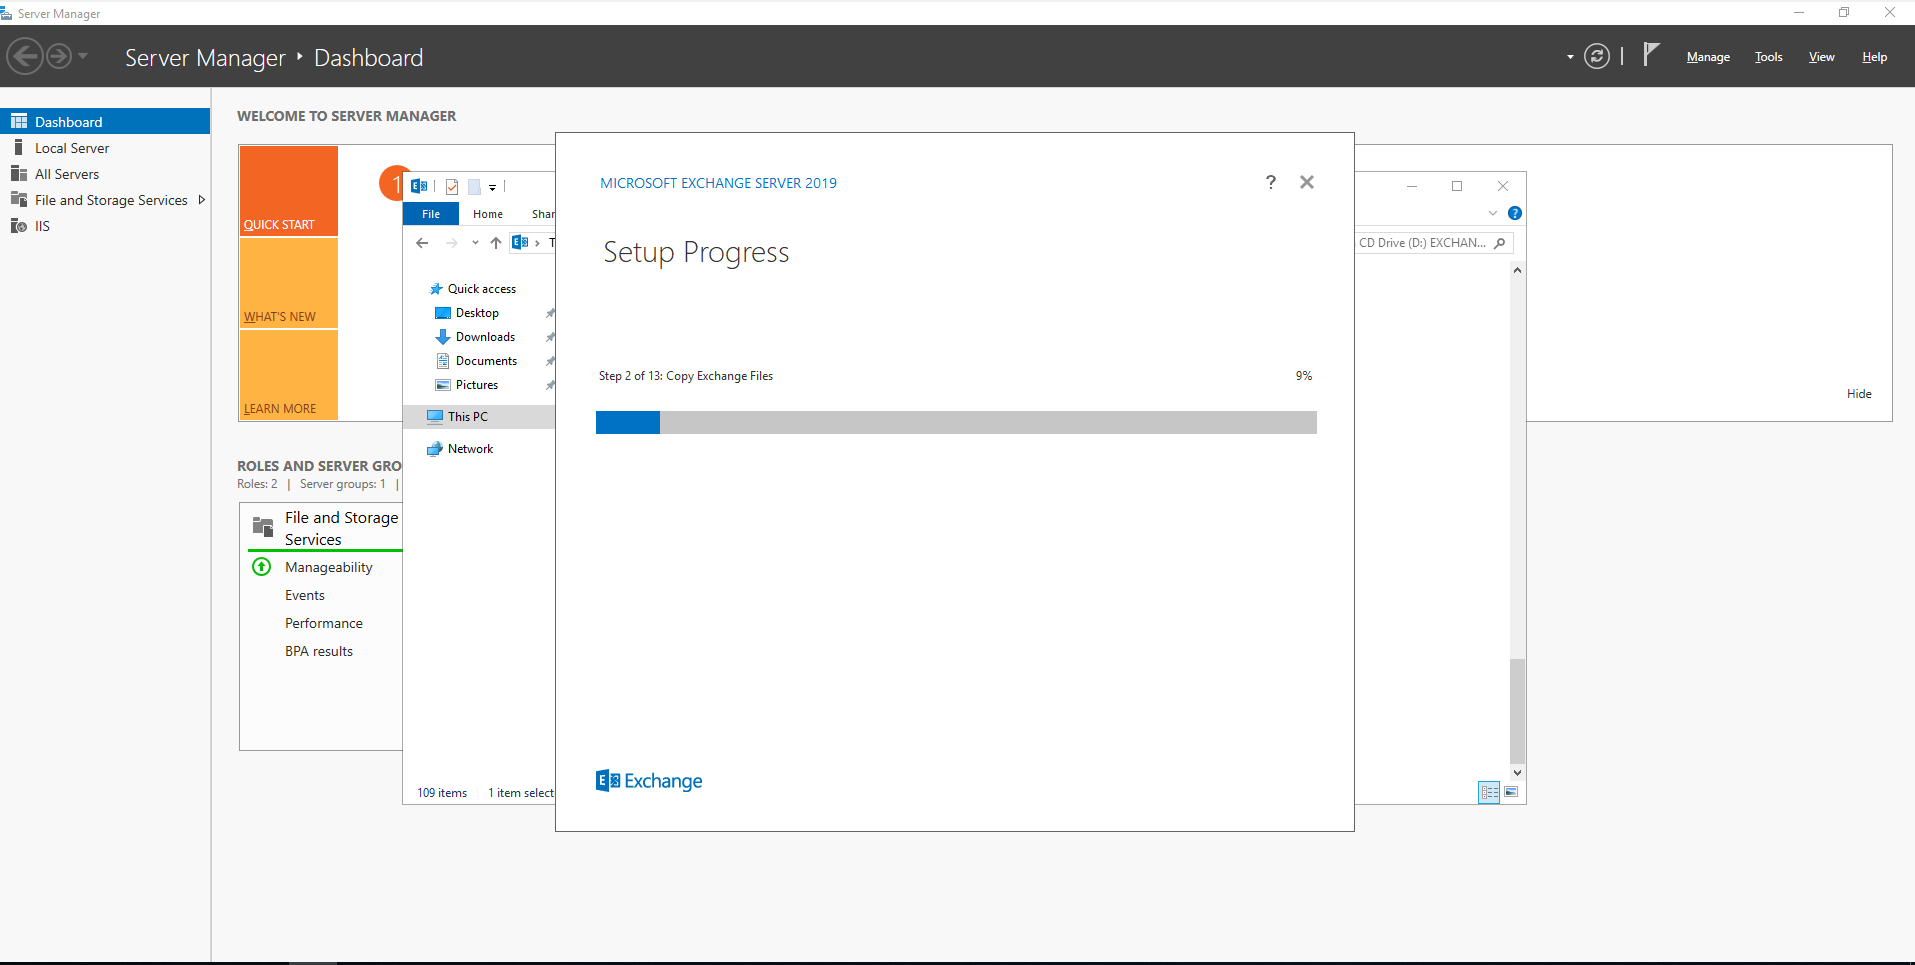 Server Manager
Server Manager ‣ Dashboard
Manage
Tools
View
Help
Dashboard
Local Server
All Servers
File and Storage Services
IIS
WELCOME TO SERVER MANAGER
QUICK START
WHAT'S NEW
LEARN MORE
1
Hide
ROLES AND SERVER GRO
Roles: 2 | Server groups: 1 |
File and Storage
Services
Manageability
Events
Performance
BPA results
File
Home
Shar
T
CD Drive (D:) EXCHAN...
Quick access
Desktop
Downloads
Documents
Pictures
This PC
Network
109 items
1 item select
MICROSOFT EXCHANGE SERVER 2019
?
Setup Progress
Step 2 of 13: Copy Exchange Files
9%
Exchange